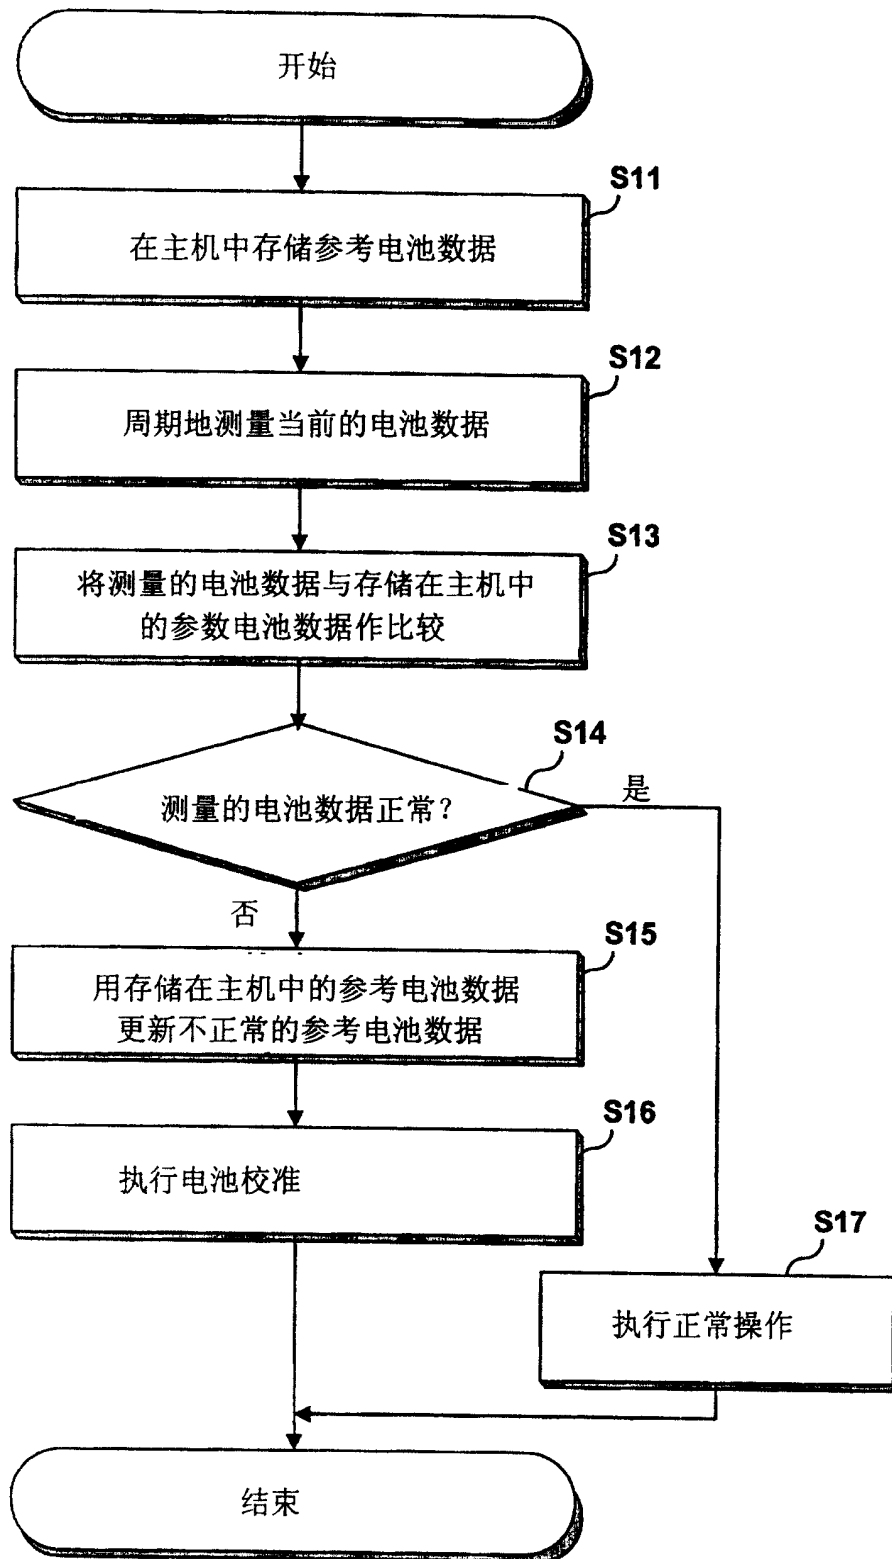 开始
S11
在主机中存储参考电池数据
S12
周期地测量当前的电池数据
S13
将测量的电池数据与存储在主机中
的参数电池数据作比较
S14
测量的电池数据正常？
是
否
S15
用存储在主机中的参考电池数据
更新不正常的参考电池数据
S16
执行电池校准
S17
执行正常操作
结束